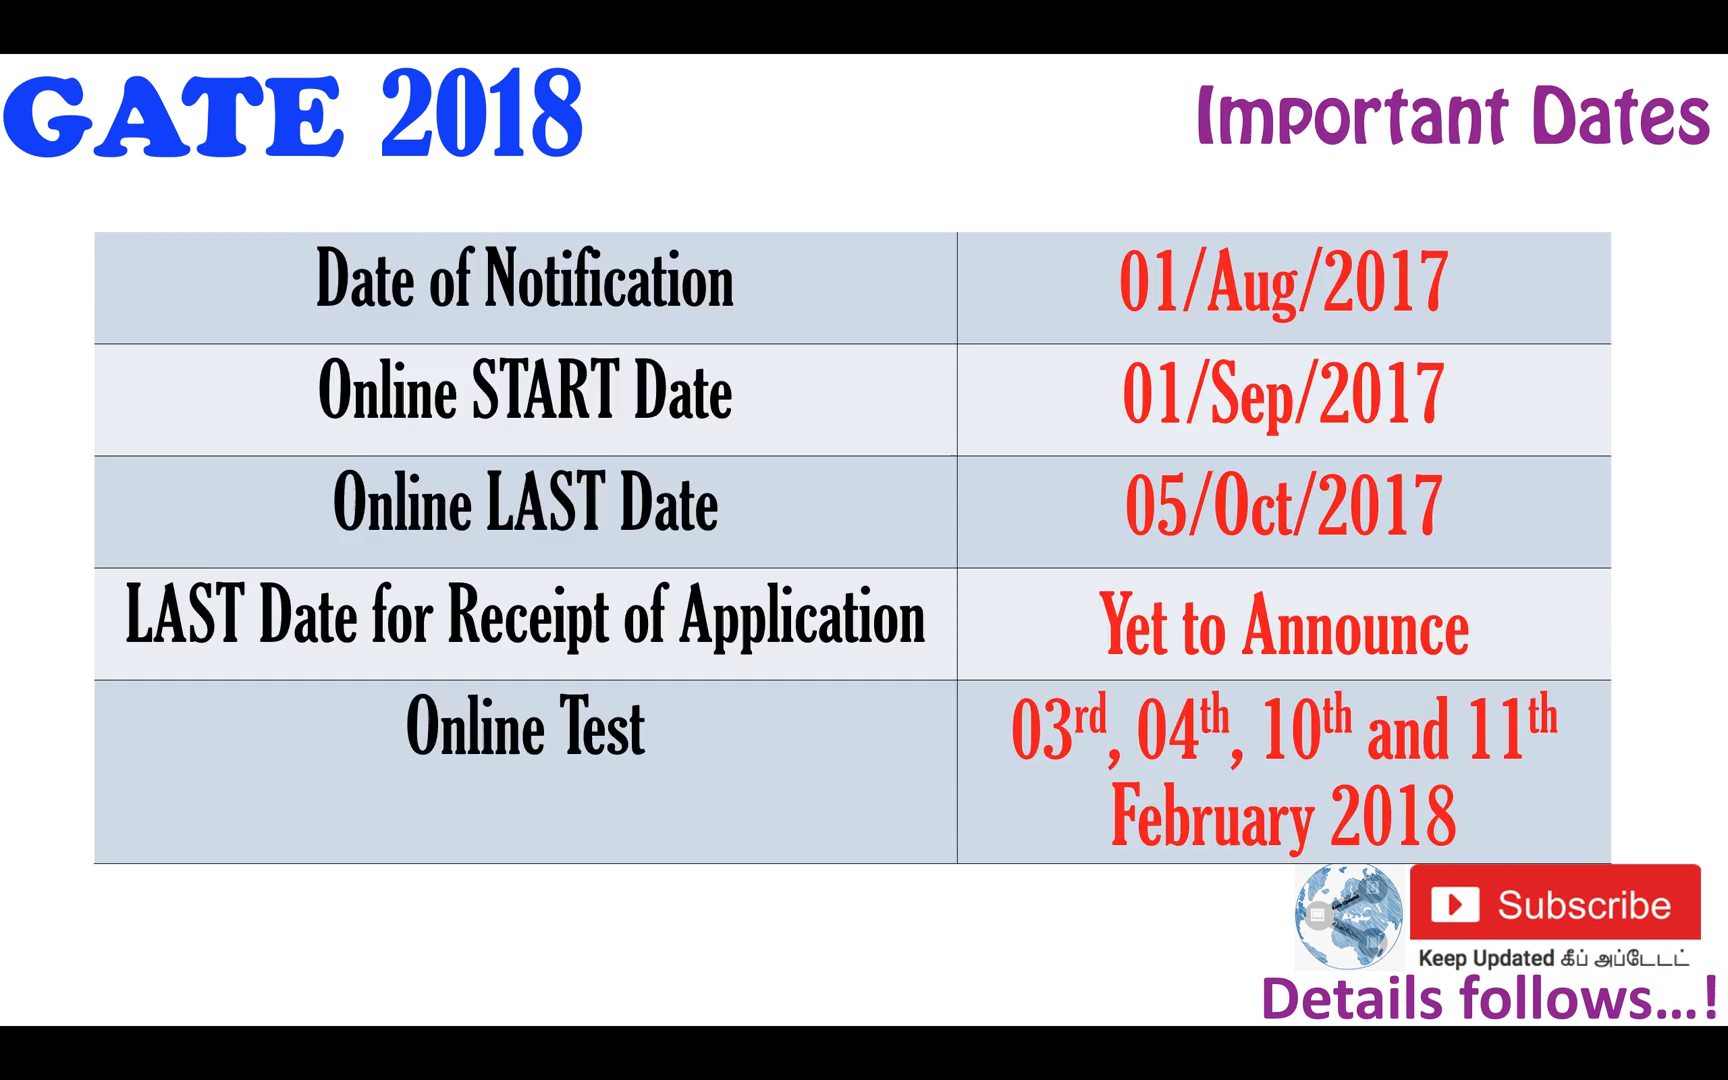 GATE 2018
Important Dates
Date of Notification
01/Aug/2017
Online START Date
01/Sep/2017
Online LAST Date
05/Oct/2017
LAST Date for Receipt of Application
Yet to Announce
Online Test
03rd, 04th, 10th and 11th
February 2018
Subscribe
Keep Updated கீப் அப்டேடட்
Details follows...!